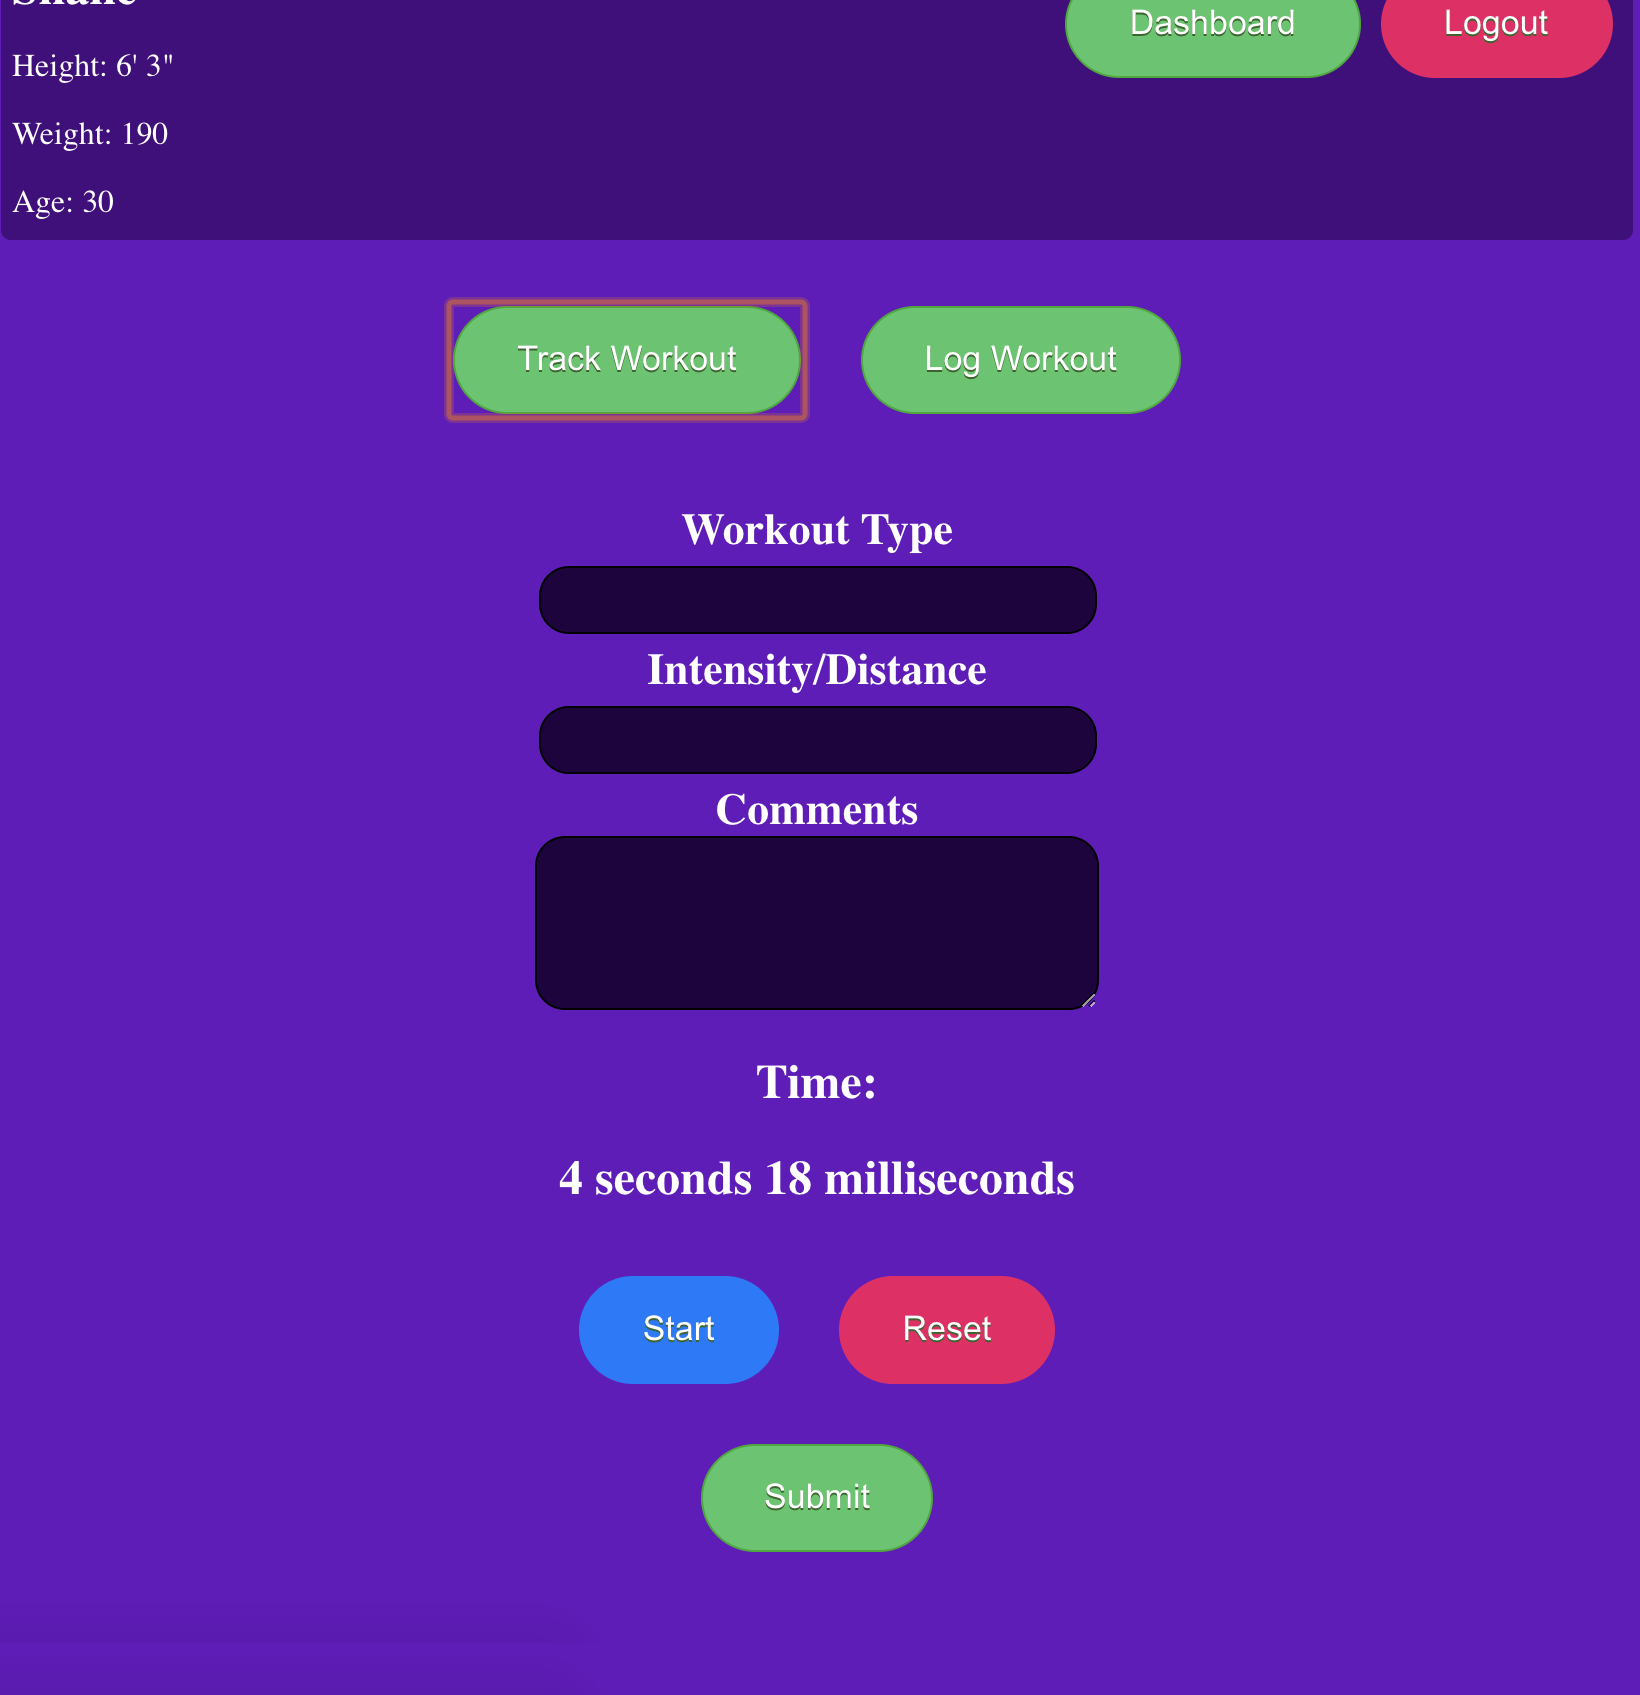 Shane
Dashboard
Logout
Height: 6' 3"
Weight: 190
Age: 30
Track Workout
Log Workout
Workout Type
Intensity/Distance
Comments
Time:
4 seconds 18 milliseconds
Start
Reset
Submit